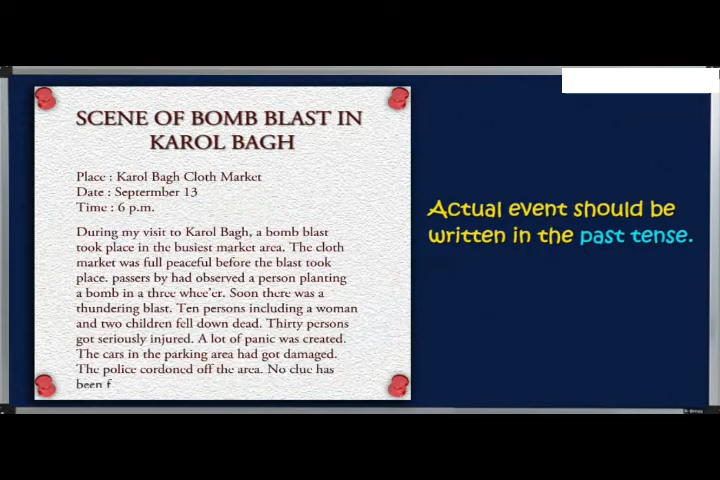 SCENE OF BOMB BLAST IN
KAROL BAGH
Place : Karol Bagh Cloth Market
Date : Septermber 13
Time : 6 p.m.
During my visit to Karol Bagh, a bomb blast
took place in the busiest market area. The cloth
market was full peaceful before the blast took
place. passers by had observed a person planting
a bomb in a three whee'er. Soon there was a
thundering blast. Ten persons including a woman
and two children fell down dead. Thirty persons
got seriously injured. A lot of panic was created.
The cars in the parking area had got damaged.
The police cordoned off the area. No clue has
been f
Actual event should be
written in the past tense.